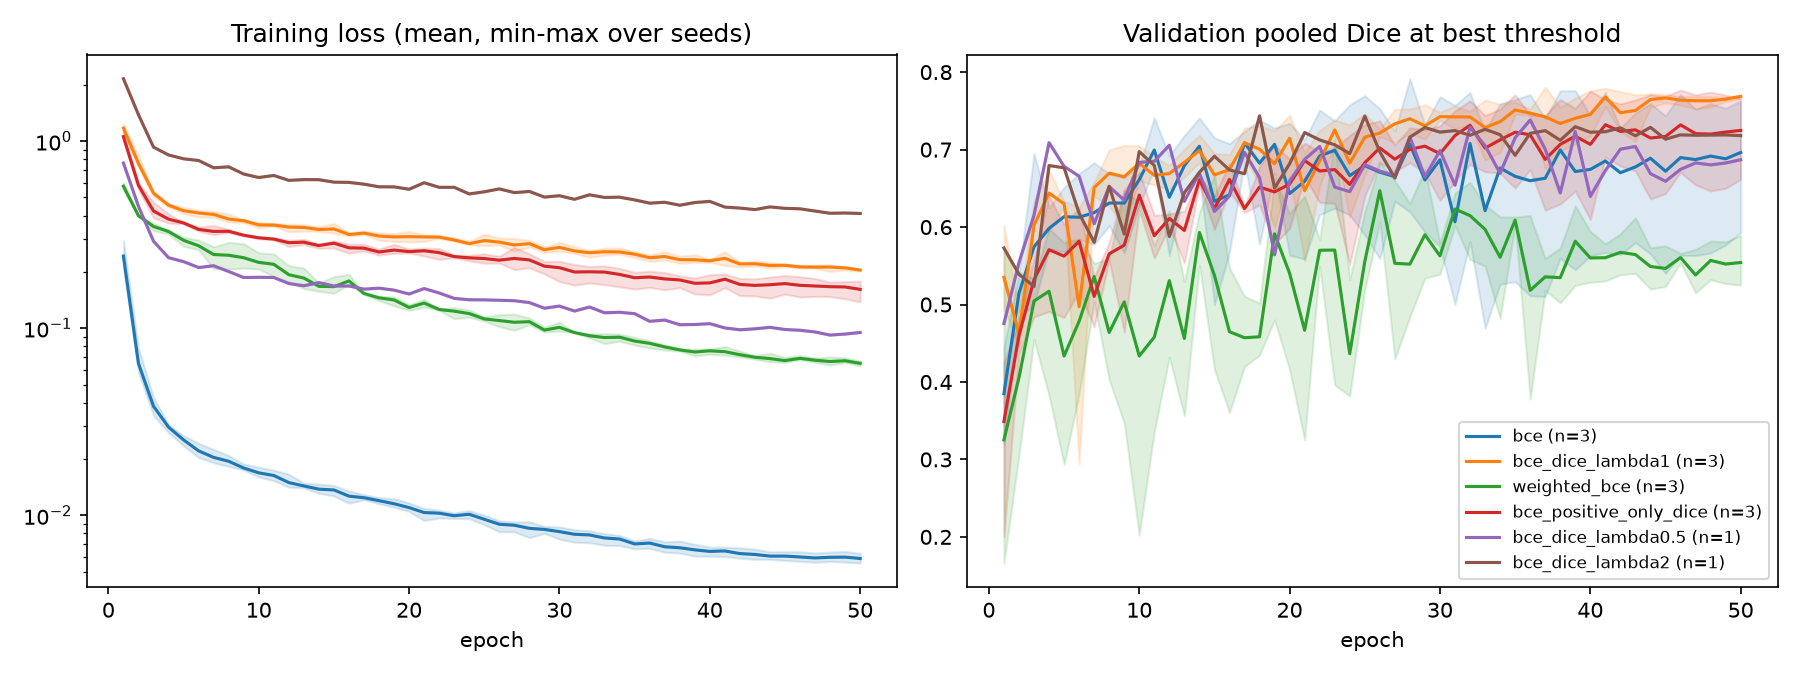 Training loss (mean, min-max over seeds)
10⁰
10⁻¹
10⁻²
0
10
20
30
40
50
epoch
Validation pooled Dice at best threshold
0.8
0.7
0.6
0.5
0.4
0.3
0.2
bce (n=3)
bce_dice_lambda1 (n=3)
weighted_bce (n=3)
bce_positive_only_dice (n=3)
bce_dice_lambda0.5 (n=1)
bce_dice_lambda2 (n=1)
0
10
20
30
40
50
epoch